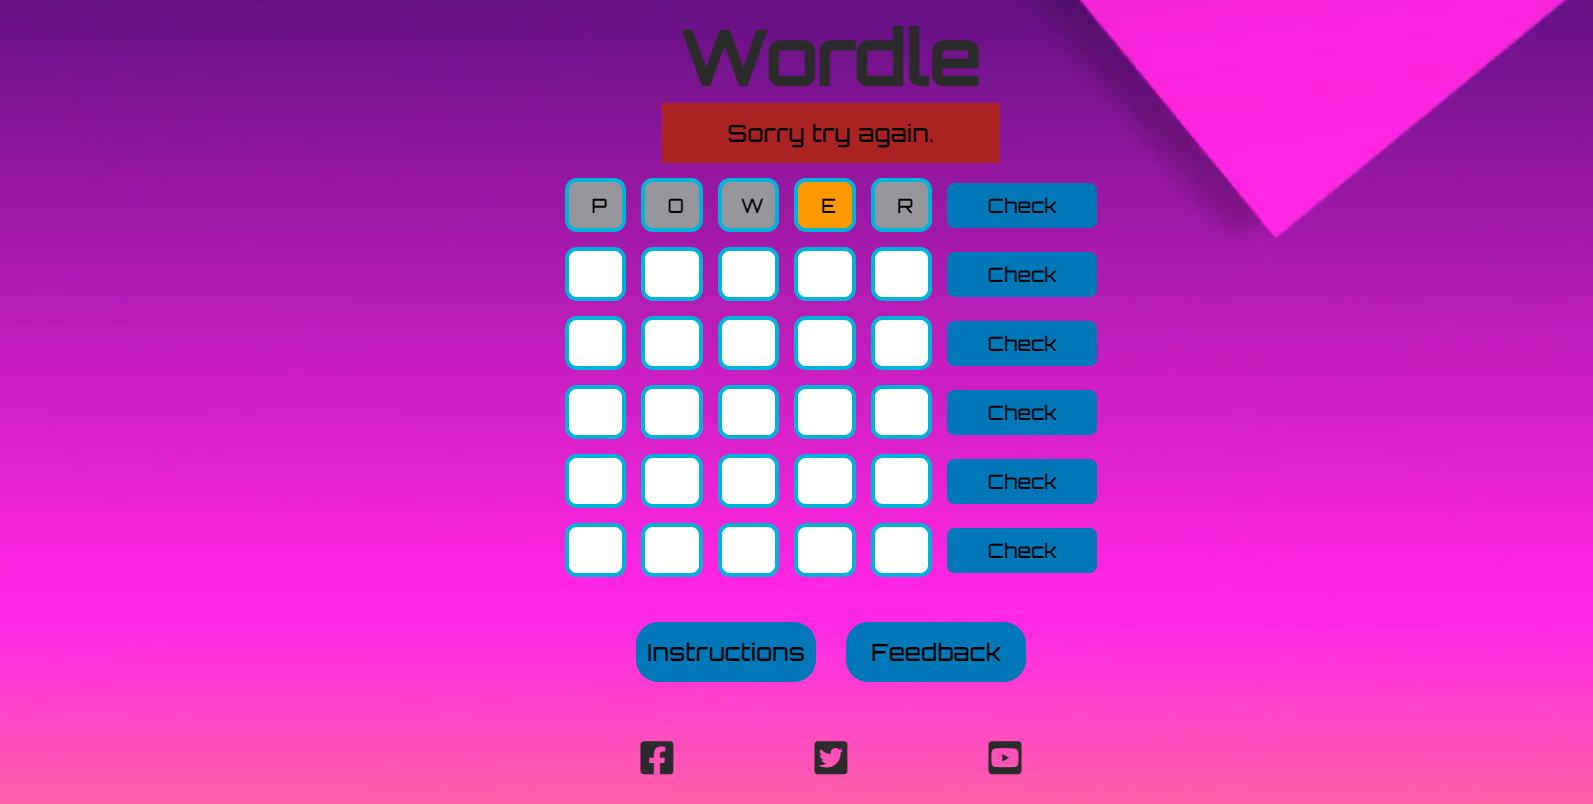 Wordle
Sorry try again.
P O W E R Check
Check
Check
Check
Check
Check
Instructions Feedback